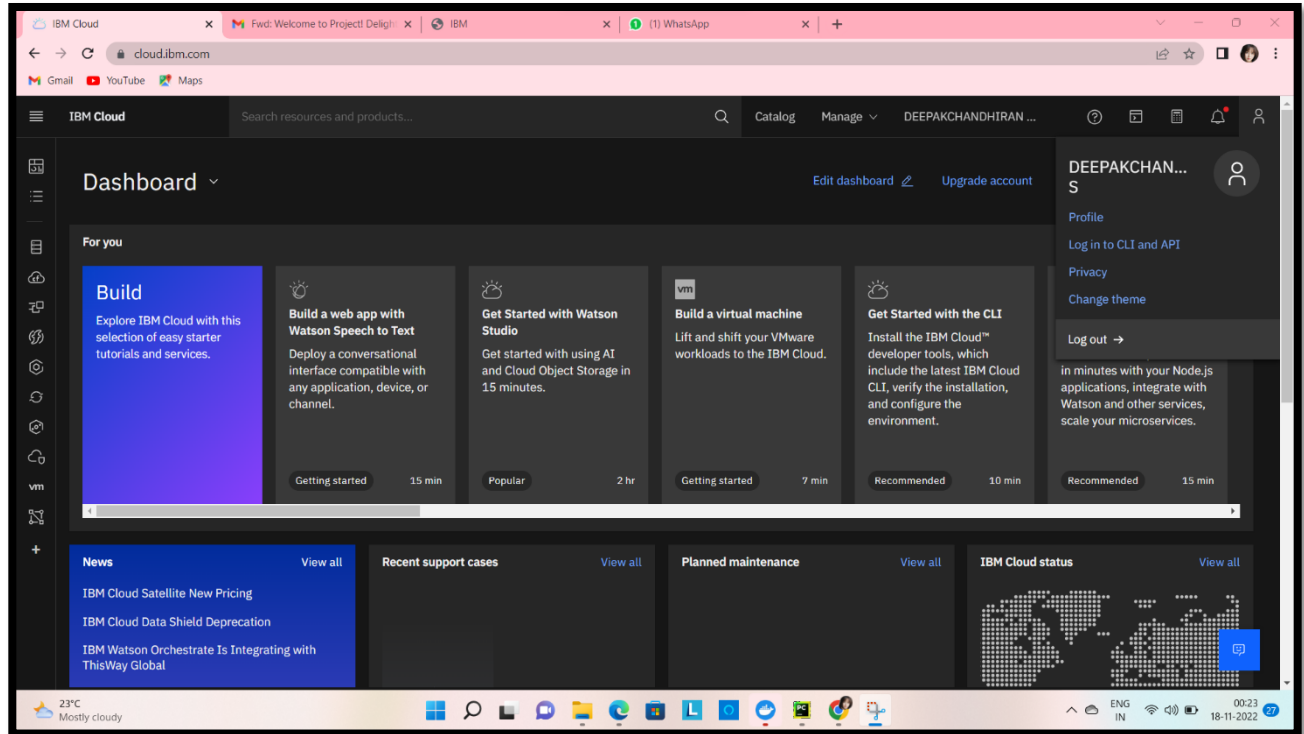 IBM Cloud
Fwd: Welcome to Project! Deligh
IBM
(1) WhatsApp
cloud.ibm.com
Gmail
YouTube
Maps
IBM Cloud
Search resources and products...
Catalog
Manage
DEEPAKCHANDHIRAN ...
Dashboard
Edit dashboard
Upgrade account
DEEPAKCHAN...
S
Profile
Log in to CLI and API
Privacy
Change theme
Log out →
For you
Build
Explore IBM Cloud with this
selection of easy starter
tutorials and services.
Build a web app with
Watson Speech to Text
Deploy a conversational
interface compatible with
any application, device, or
channel.
Getting started 15 min
Get Started with Watson
Studio
Get started with using AI
and Cloud Object Storage in
15 minutes.
Popular 2 hr
vm
Build a virtual machine
Lift and shift your VMware
workloads to the IBM Cloud.
Getting started 7 min
Get Started with the CLI
Install the IBM Cloud™
developer tools, which
include the latest IBM Cloud
CLI, verify the installation,
and configure the
environment.
Recommended 10 min
in minutes with your Node.js
applications, integrate with
Watson and other services,
scale your microservices.
Recommended 15 min
vm
News View all
IBM Cloud Satellite New Pricing
IBM Cloud Data Shield Deprecation
IBM Watson Orchestrate Is Integrating with
ThisWay Global
Recent support cases View all
Planned maintenance View all
IBM Cloud status View all
23°C
Mostly cloudy
ENG
IN
00:23
18-11-2022
27